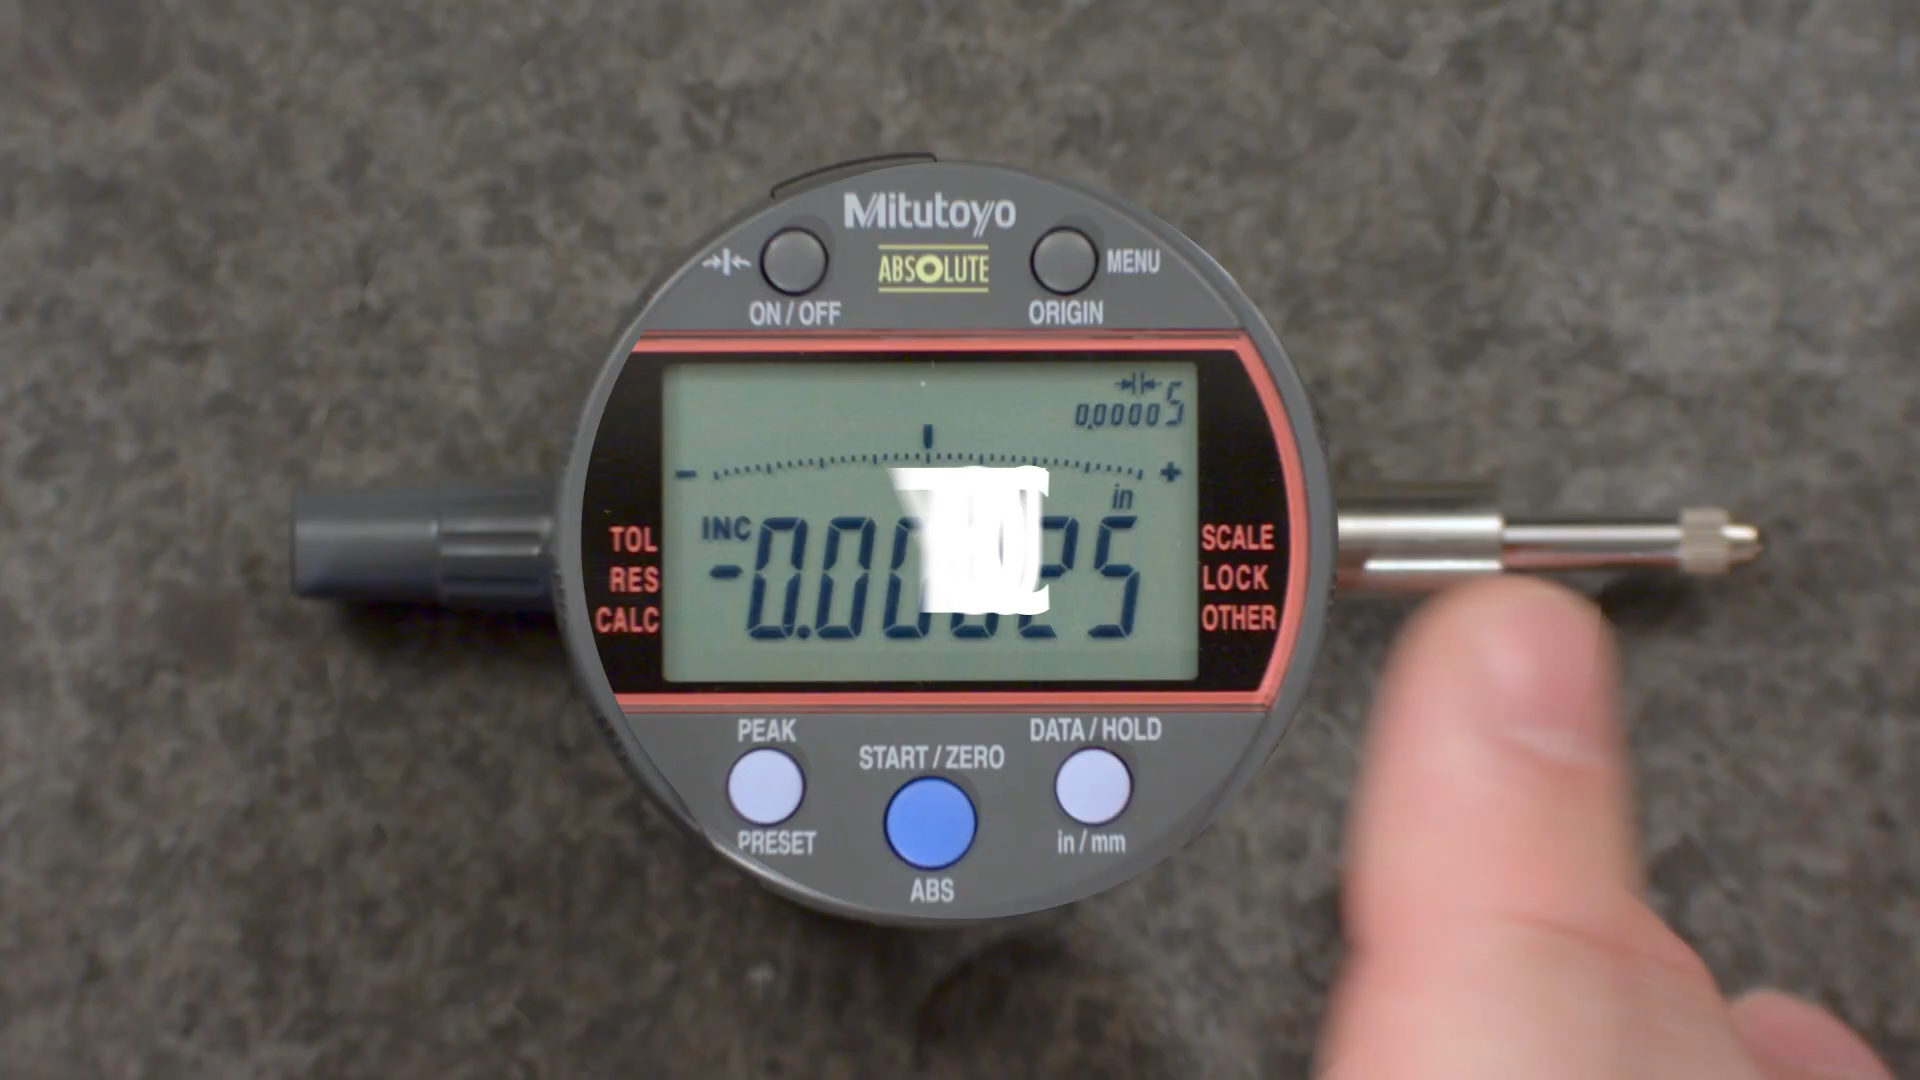 Mitutoyo
ABSOLUTE
ON / OFF
MENU
ORIGIN
0.00005
in
INC
TOL
RES
CALC
SCALE
LOCK
OTHER
PEAK
DATA / HOLD
START / ZERO
PRESET
in / mm
ABS